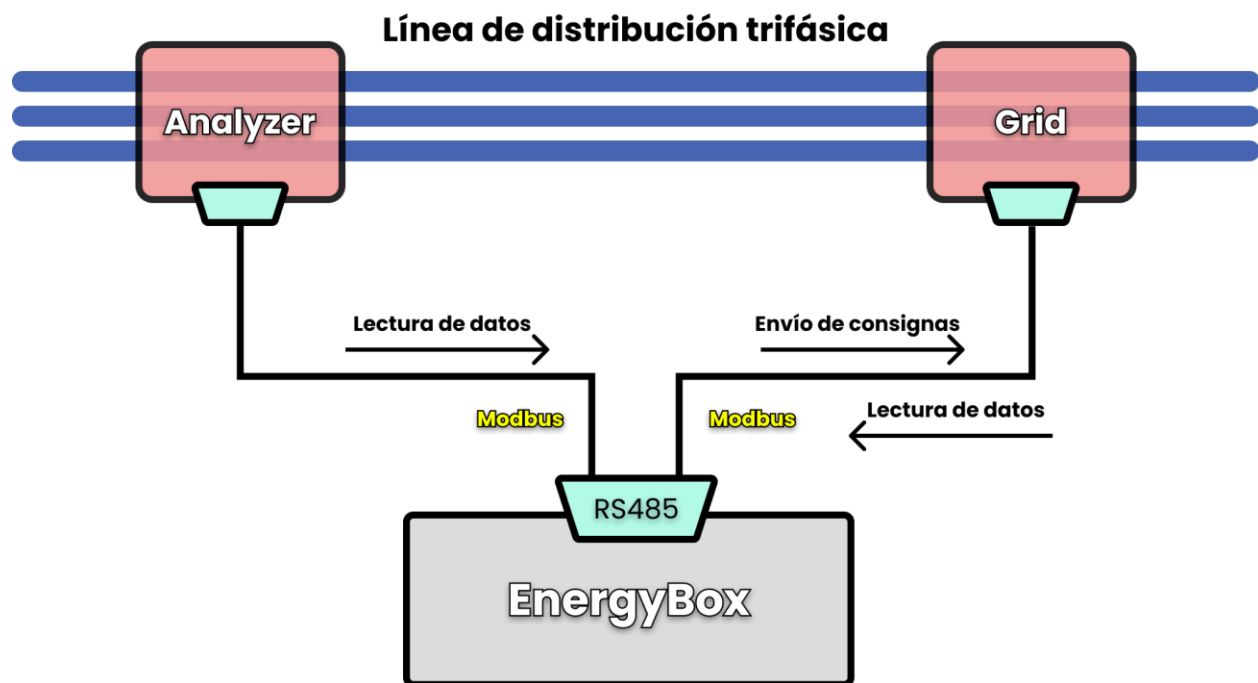 Línea de distribución trifásica
Analyzer
Grid
Lectura de datos
Envío de consignas
Lectura de datos
Modbus
Modbus
RS485
EnergyBox